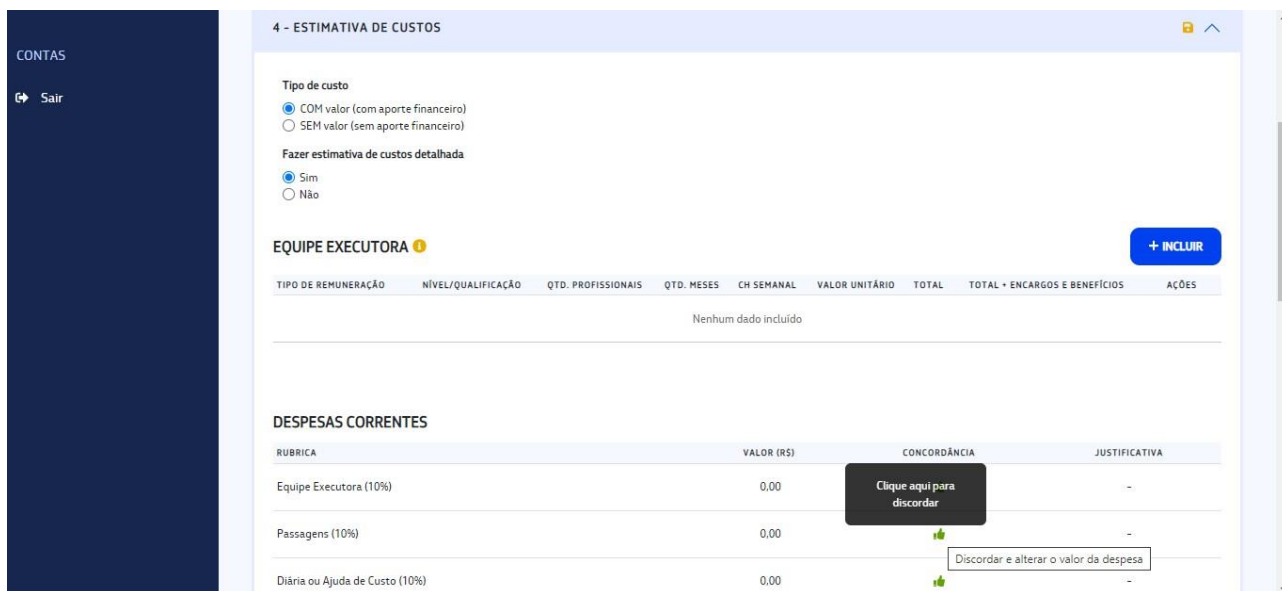 4 - ESTIMATIVA DE CUSTOS
CONTAS
Sair
Tipo de custo
COM valor (com aporte financeiro)
SEM valor (sem aporte financeiro)
Fazer estimativa de custos detalhada
Sim
Não
EQUIPE EXECUTORA
+ INCLUIR
TIPO DE REMUNERAÇÃO NÍVEL/QUALIFICAÇÃO QTD. PROFISSIONAIS QTD. MESES CH SEMANAL VALOR UNITÁRIO TOTAL TOTAL + ENCARGOS E BENEFÍCIOS AÇÕES
Nenhum dado incluído
DESPESAS CORRENTES
RUBRICA VALOR (R$) CONCORDÂNCIA JUSTIFICATIVA
Equipe Executora (10%) 0,00 -
Clique aqui para
discordar
Passagens (10%) 0,00 -
Discordar e alterar o valor da despesa
Diária ou Ajuda de Custo (10%) 0,00 -